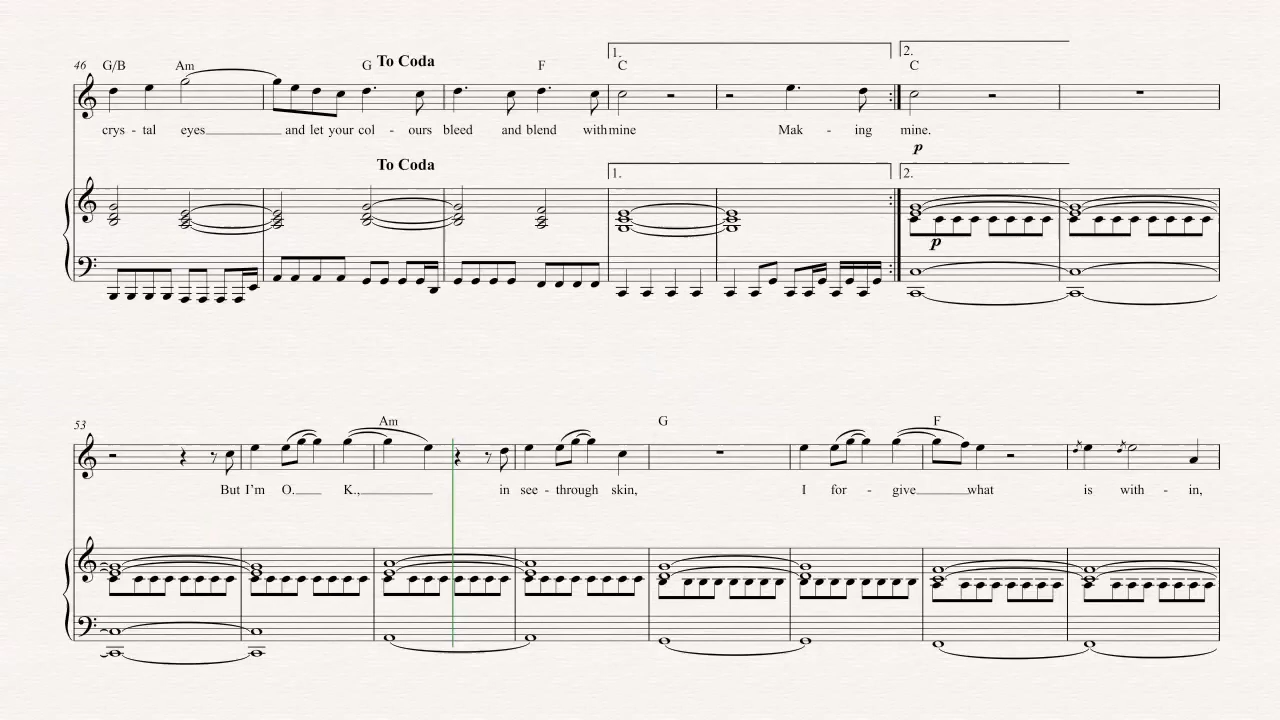 To Coda
46 G/B Am G F 1. C 2. C
crys - tal eyes and let your col - ours bleed and blend with mine Mak - ing mine.
p
To Coda
1. 2.
p
53 Am G F
But I'm O. K., in see - through skin, I for - give what is with - in,